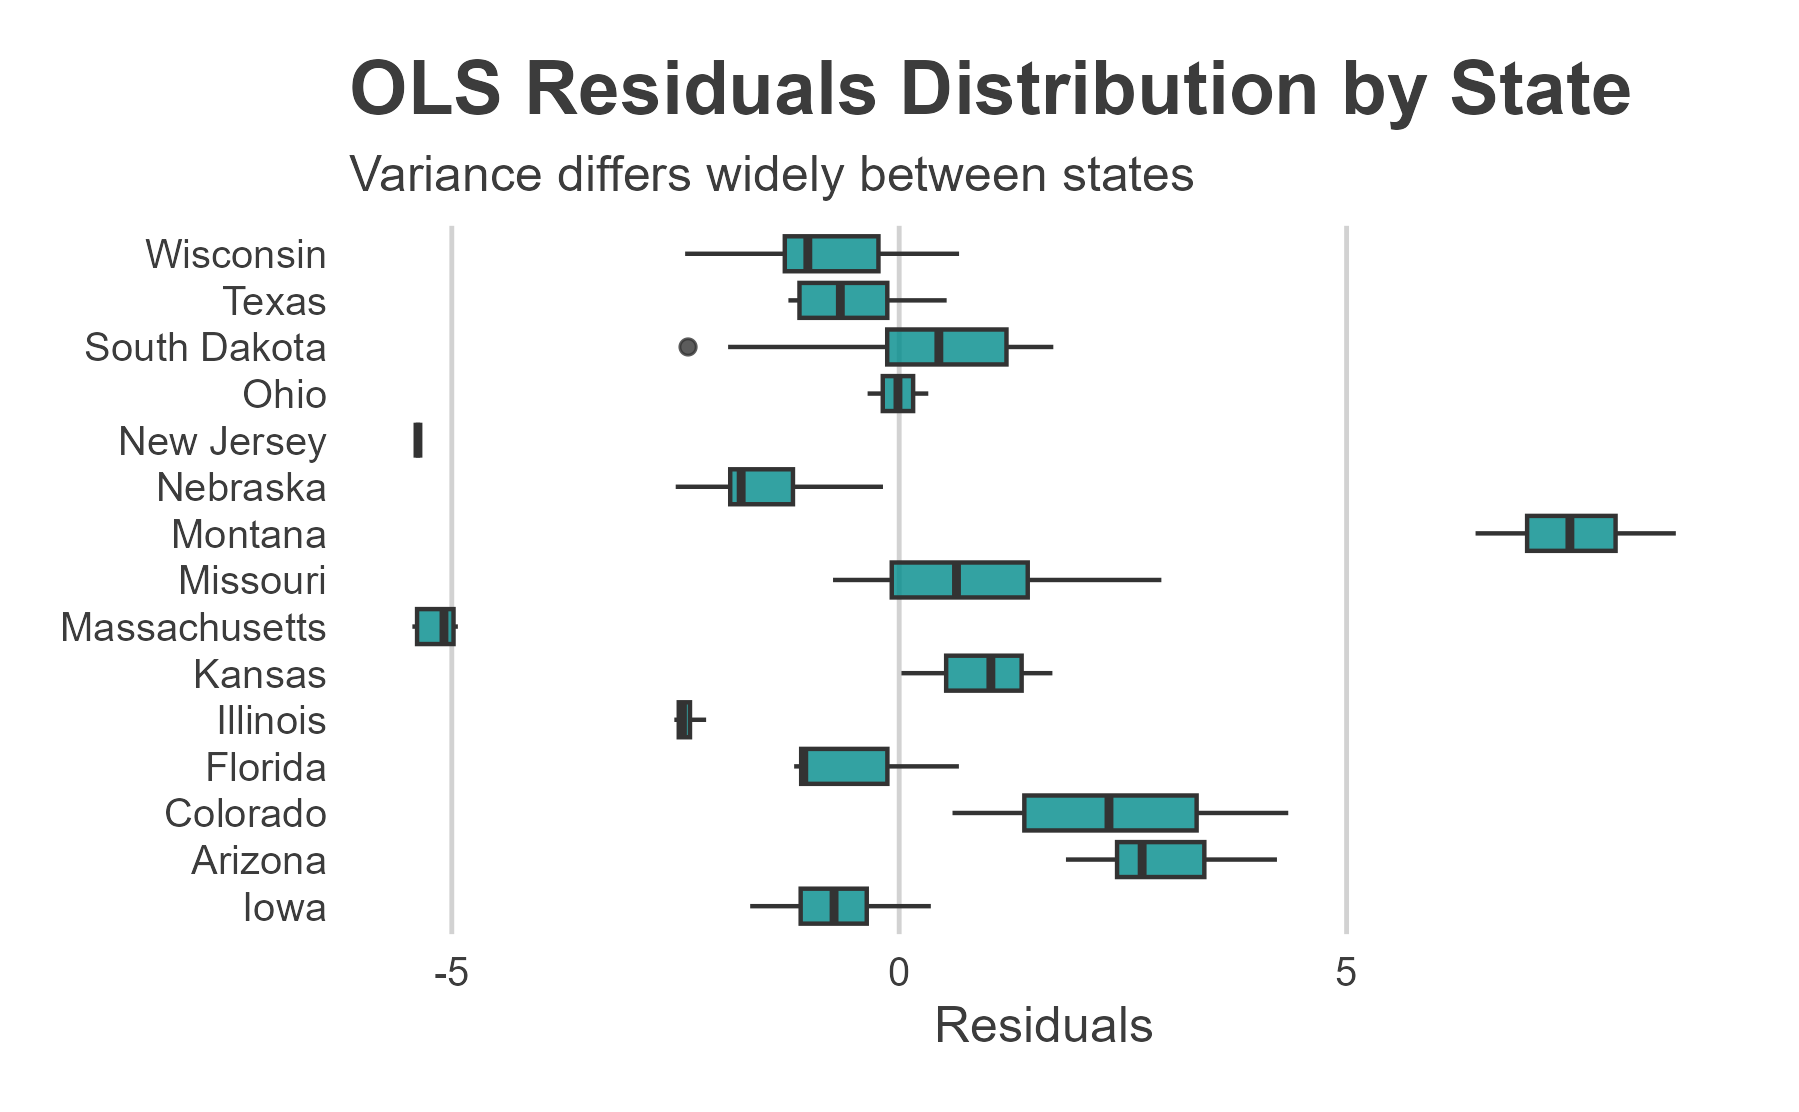 OLS Residuals Distribution by State
Variance differs widely between states
Wisconsin
Texas
South Dakota
Ohio
New Jersey
Nebraska
Montana
Missouri
Massachusetts
Kansas
Illinois
Florida
Colorado
Arizona
Iowa
-5 0 5
Residuals